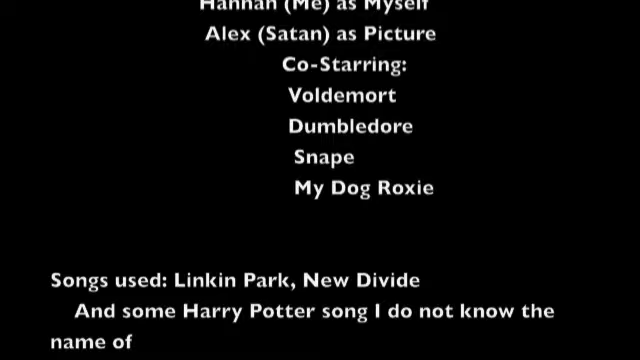 Hannah (Me) as Myself
Alex (Satan) as Picture
Co-Starring:
Voldemort
Dumbledore
Snape
My Dog Roxie
Songs used: Linkin Park, New Divide
And some Harry Potter song I do not know the
name of